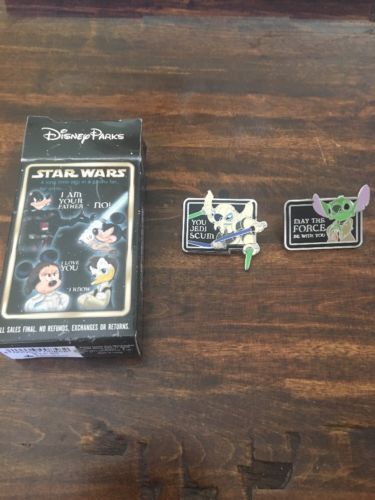 Disney PARKS
STAR WARS
I AM
YOUR
FATHER
NO!
I LOVE
YOU
I KNOW
ALL SALES FINAL. NO REFUNDS, EXCHANGES OR RETURNS.
YOU
JEDI
SCUM
MAY THE
FORCE
BE WITH YOU